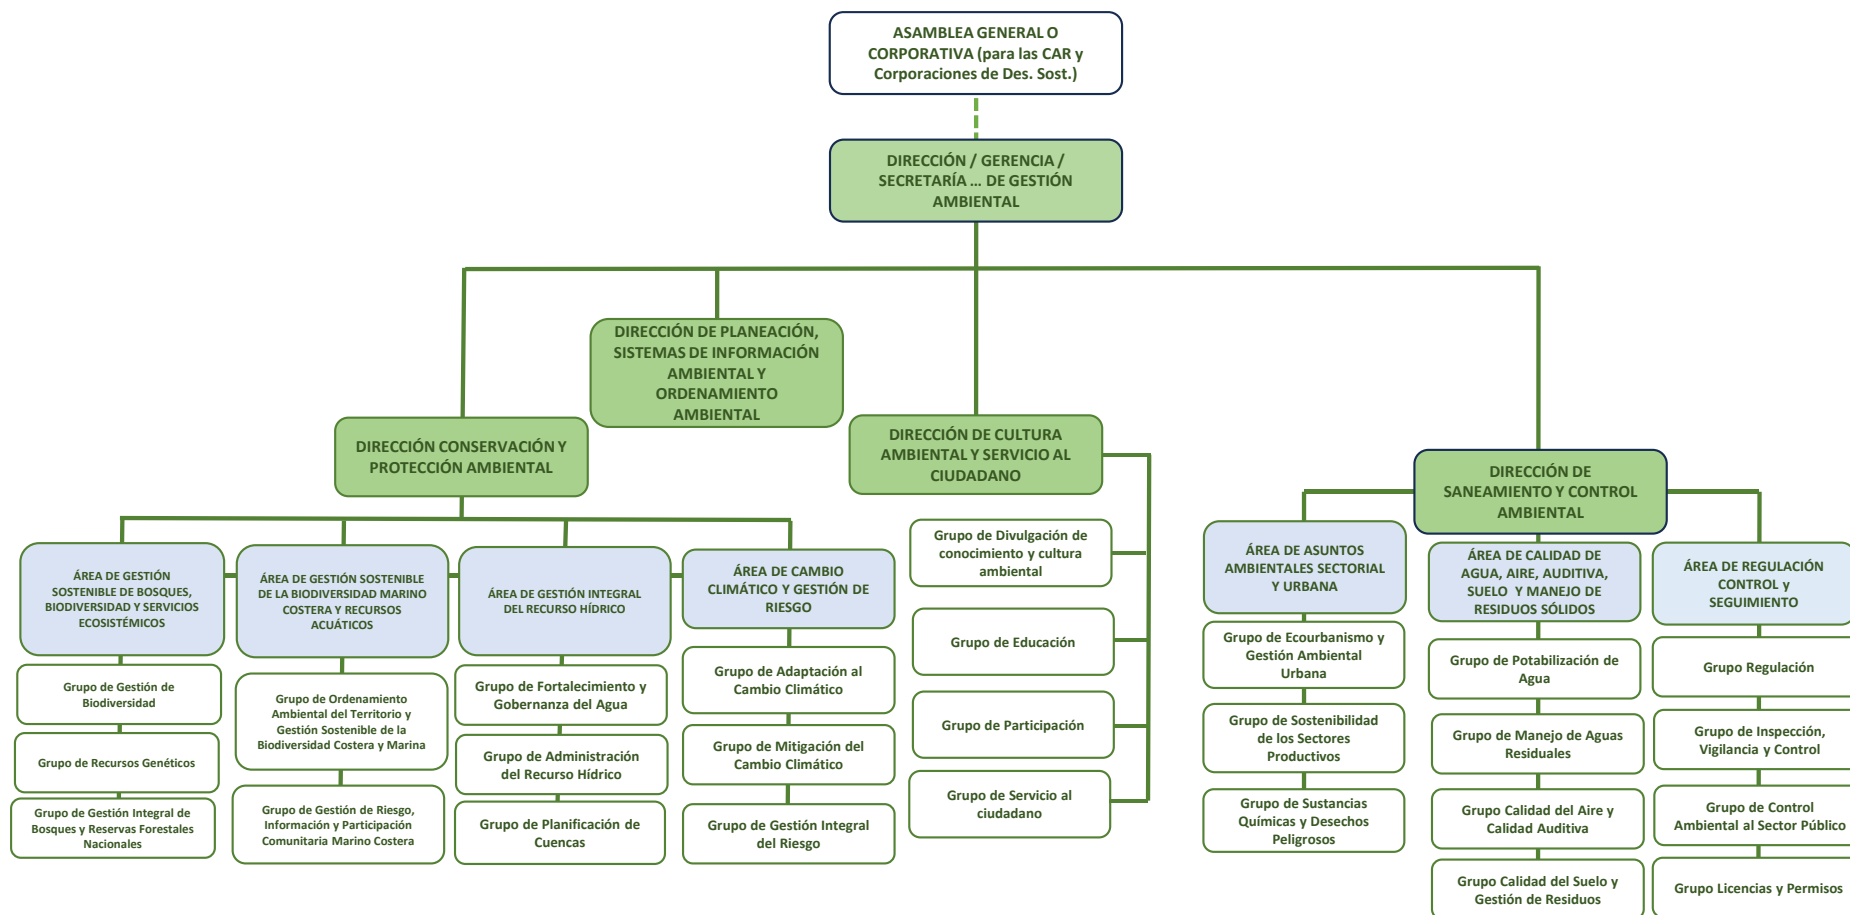 ASAMBLEA GENERAL O
CORPORATIVA (para las CAR y
Corporaciones de Des. Sost.)
DIRECCIÓN / GERENCIA /
SECRETARÍA ... DE GESTIÓN
AMBIENTAL
DIRECCIÓN DE PLANEACIÓN,
SISTEMAS DE INFORMACIÓN
AMBIENTAL Y
ORDENAMIENTO
AMBIENTAL
DIRECCIÓN CONSERVACIÓN Y
PROTECCIÓN AMBIENTAL
DIRECCIÓN DE CULTURA
AMBIENTAL Y SERVICIO AL
CIUDADANO
DIRECCIÓN DE
SANEAMIENTO Y CONTROL
AMBIENTAL
ÁREA DE GESTIÓN
SOSTENIBLE DE BOSQUES,
BIODIVERSIDAD Y SERVICIOS
ECOSISTÉMICOS
Grupo de Gestión de
Biodiversidad
Grupo de Recursos Genéticos
Grupo de Gestión Integral de
Bosques y Reservas Forestales
Nacionales
ÁREA DE GESTIÓN SOSTENIBLE
DE LA BIODIVERSIDAD MARINO
COSTERA Y RECURSOS
ACUÁTICOS
Grupo de Ordenamiento
Ambiental del Territorio y
Gestión Sostenible de la
Biodiversidad Costera y Marina
Grupo de Gestión de Riesgo,
Información y Participación
Comunitaria Marino Costera
ÁREA DE GESTIÓN INTEGRAL
DEL RECURSO HÍDRICO
Grupo de Fortalecimiento y
Gobernanza del Agua
Grupo de Administración
del Recurso Hídrico
Grupo de Planificación de
Cuencas
ÁREA DE CAMBIO
CLIMÁTICO Y GESTIÓN DE
RIESGO
Grupo de Adaptación al
Cambio Climático
Grupo de Mitigación del
Cambio Climático
Grupo de Gestión Integral
del Riesgo
Grupo de Divulgación de
conocimiento y cultura
ambiental
Grupo de Educación
Grupo de Participación
Grupo de Servicio al
ciudadano
ÁREA DE ASUNTOS
AMBIENTALES SECTORIAL
Y URBANA
Grupo de Ecourbanismo y
Gestión Ambiental
Urbana
Grupo de Sostenibilidad
de los Sectores
Productivos
Grupo de Sustancias
Químicas y Desechos
Peligrosos
ÁREA DE CALIDAD DE
AGUA, AIRE, AUDITIVA,
SUELO Y MANEJO DE
RESIDUOS SÓLIDOS
Grupo de Potabilización de
Agua
Grupo de Manejo de Aguas
Residuales
Grupo Calidad del Aire y
Calidad Auditiva
Grupo Calidad del Suelo y
Gestión de Residuos
ÁREA DE REGULACIÓN
CONTROL y
SEGUIMIENTO
Grupo Regulación
Grupo de Inspección,
Vigilancia y Control
Grupo de Control
Ambiental al Sector Público
Grupo Licencias y Permisos